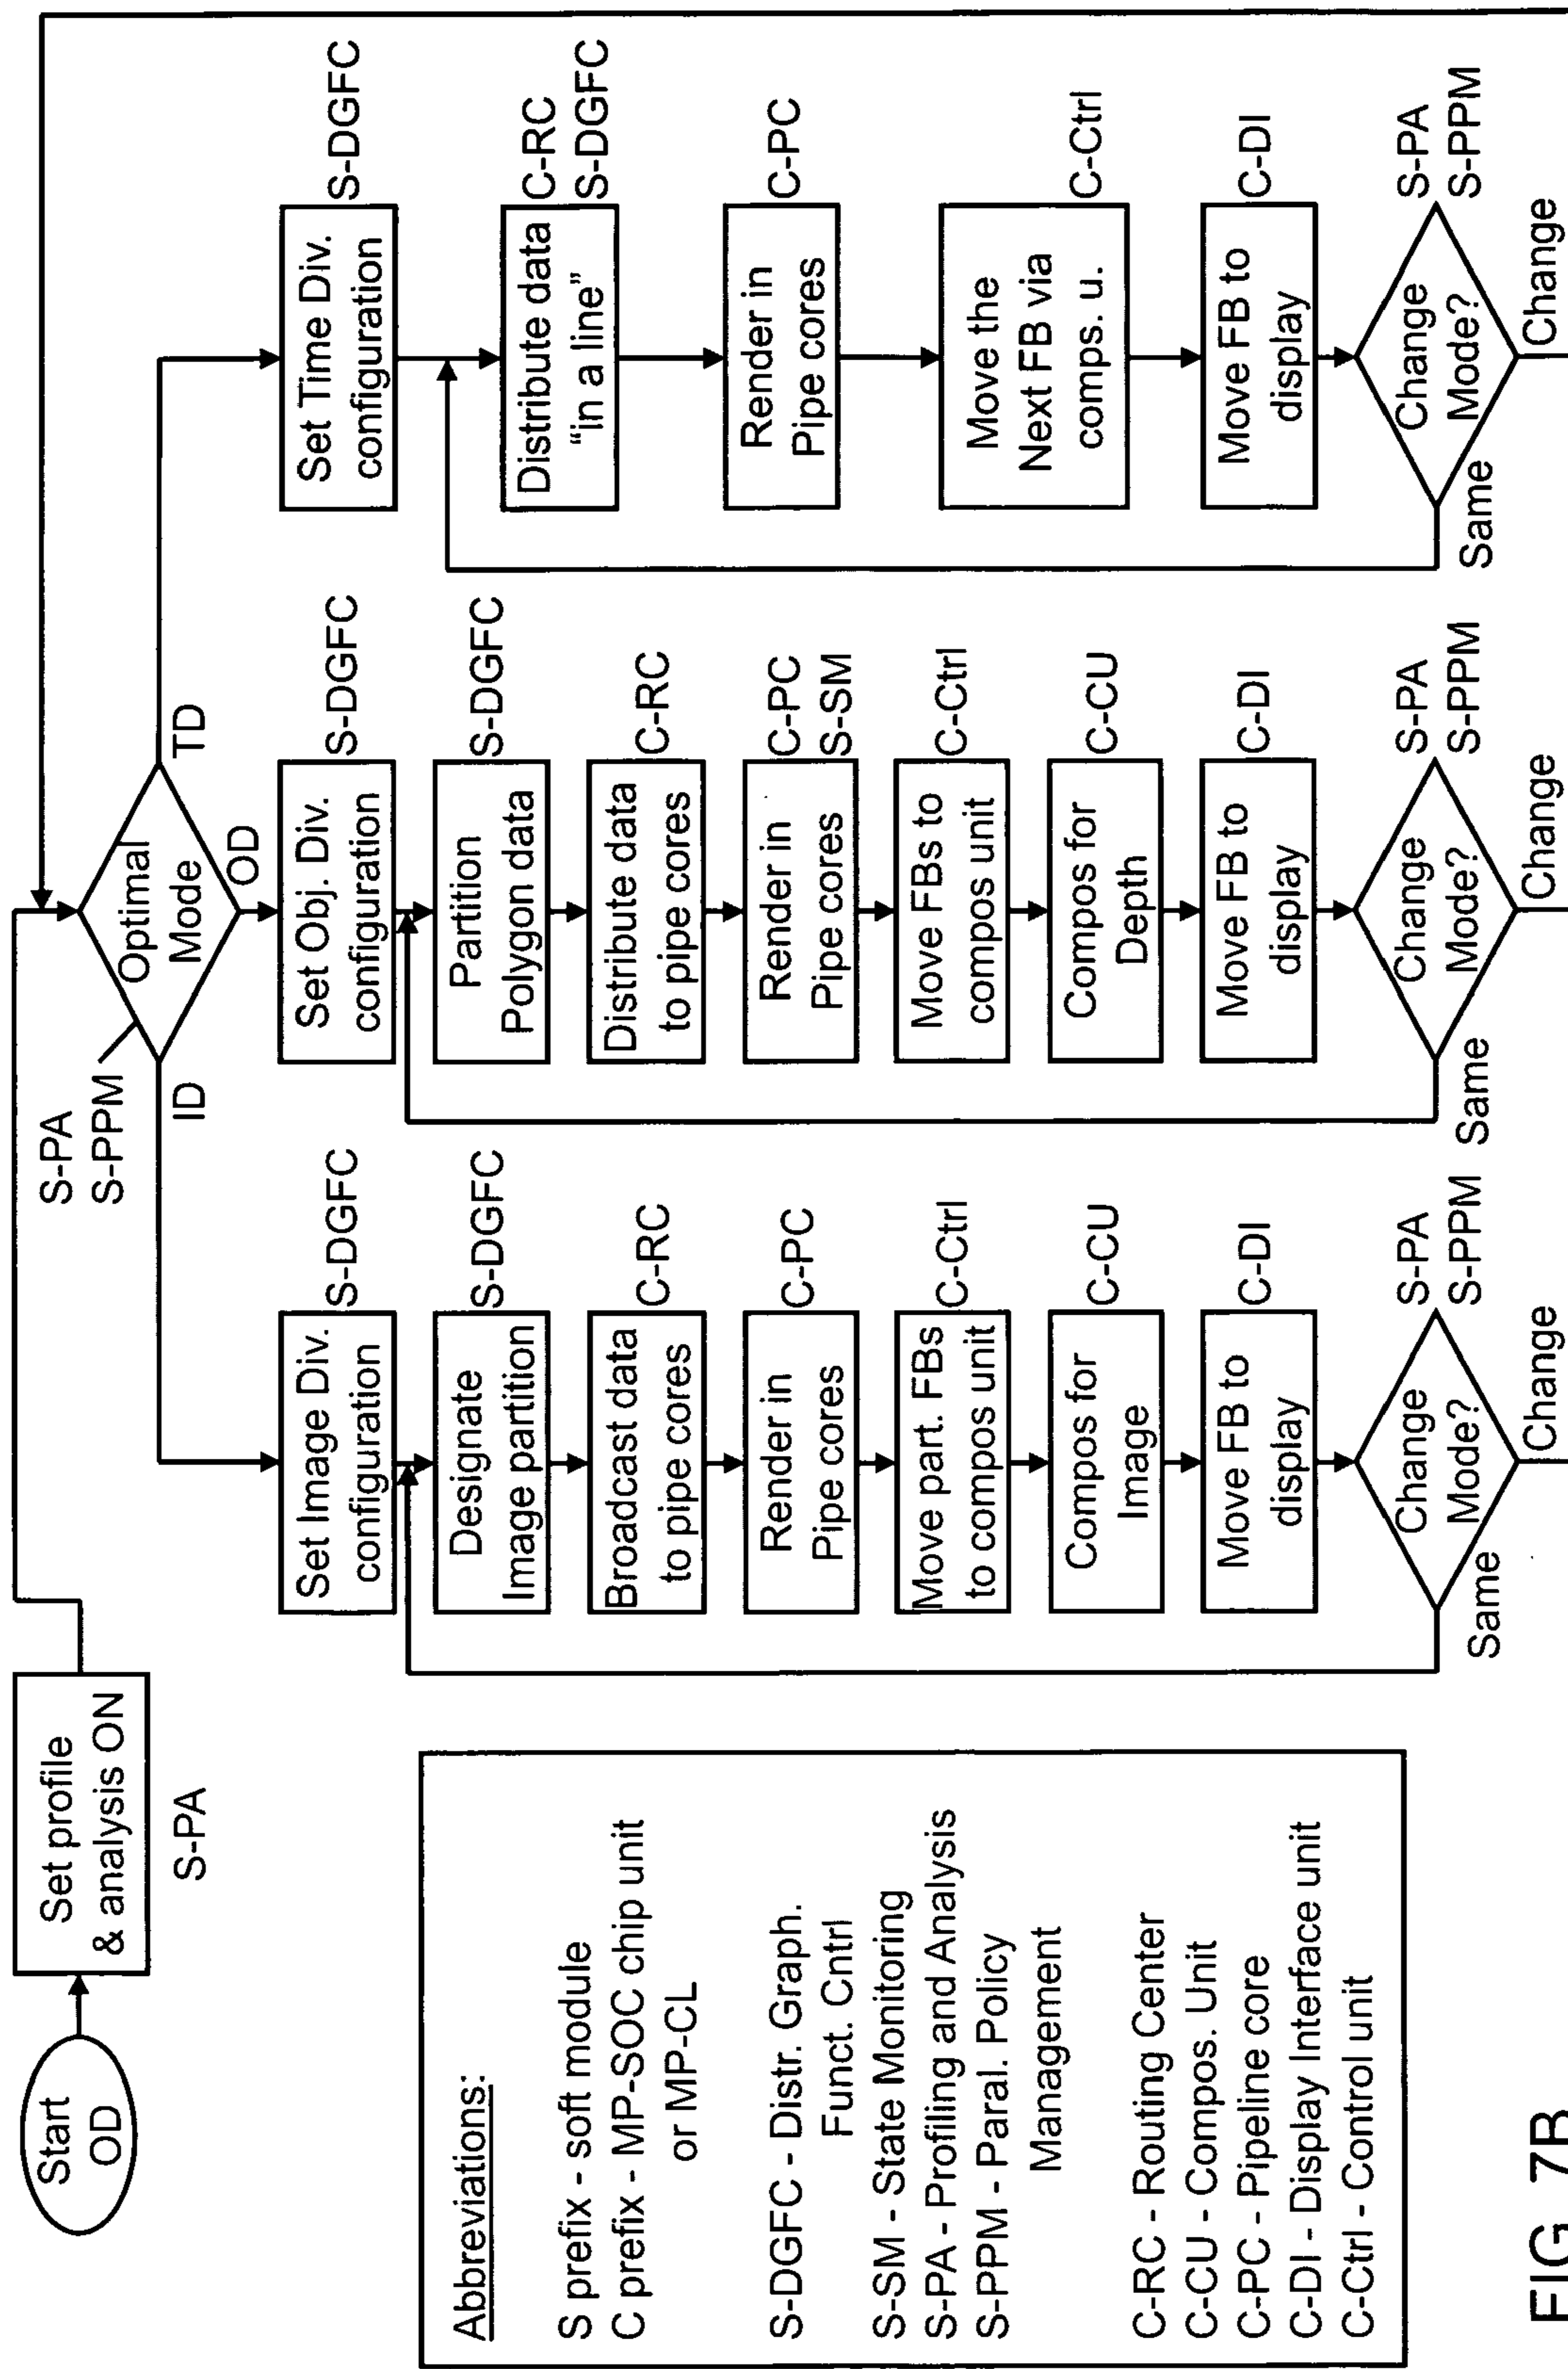 Start
OD
Set profile
& analysis ON
S-PA
S-PA
S-PPM
Optimal
Mode
ID
OD
TD
Set Image Div.
configuration
S-DGFC
Designate
Image partition
S-DGFC
Broadcast data
to pipe cores
C-RC
Render in
Pipe cores
C-PC
Move part. FBs
to compos unit
C-Ctrl
Compos for
Image
C-CU
Move FB to
display
C-DI
Change
Mode?
S-PA
S-PPM
Same
Change
Set Obj. Div.
configuration
S-DGFC
Partition
Polygon data
S-DGFC
Distribute data
to pipe cores
C-RC
Render in
Pipe cores
C-PC
S-SM
Move FBs to
compos unit
C-Ctrl
Compos for
Depth
C-CU
Move FB to
display
C-DI
Change
Mode?
S-PA
S-PPM
Same
Change
Set Time Div.
configuration
S-DGFC
Distribute data
“in a line”
C-RC
S-DGFC
Render in
Pipe cores
C-PC
Move the
Next FB via
comps. u.
C-Ctrl
Move FB to
display
C-DI
Change
Mode?
S-PA
S-PPM
Same
Change
Abbreviations:
S prefix - soft module
C prefix - MP-SOC chip unit
or MP-CL
S-DGFC - Distr. Graph.
Funct. Cntrl
S-SM - State Monitoring
S-PA - Profiling and Analysis
S-PPM - Paral. Policy
Management
C-RC - Routing Center
C-CU - Compos. Unit
C-PC - Pipeline core
C-DI - Display Interface unit
C-Ctrl - Control unit
FIG. 7B